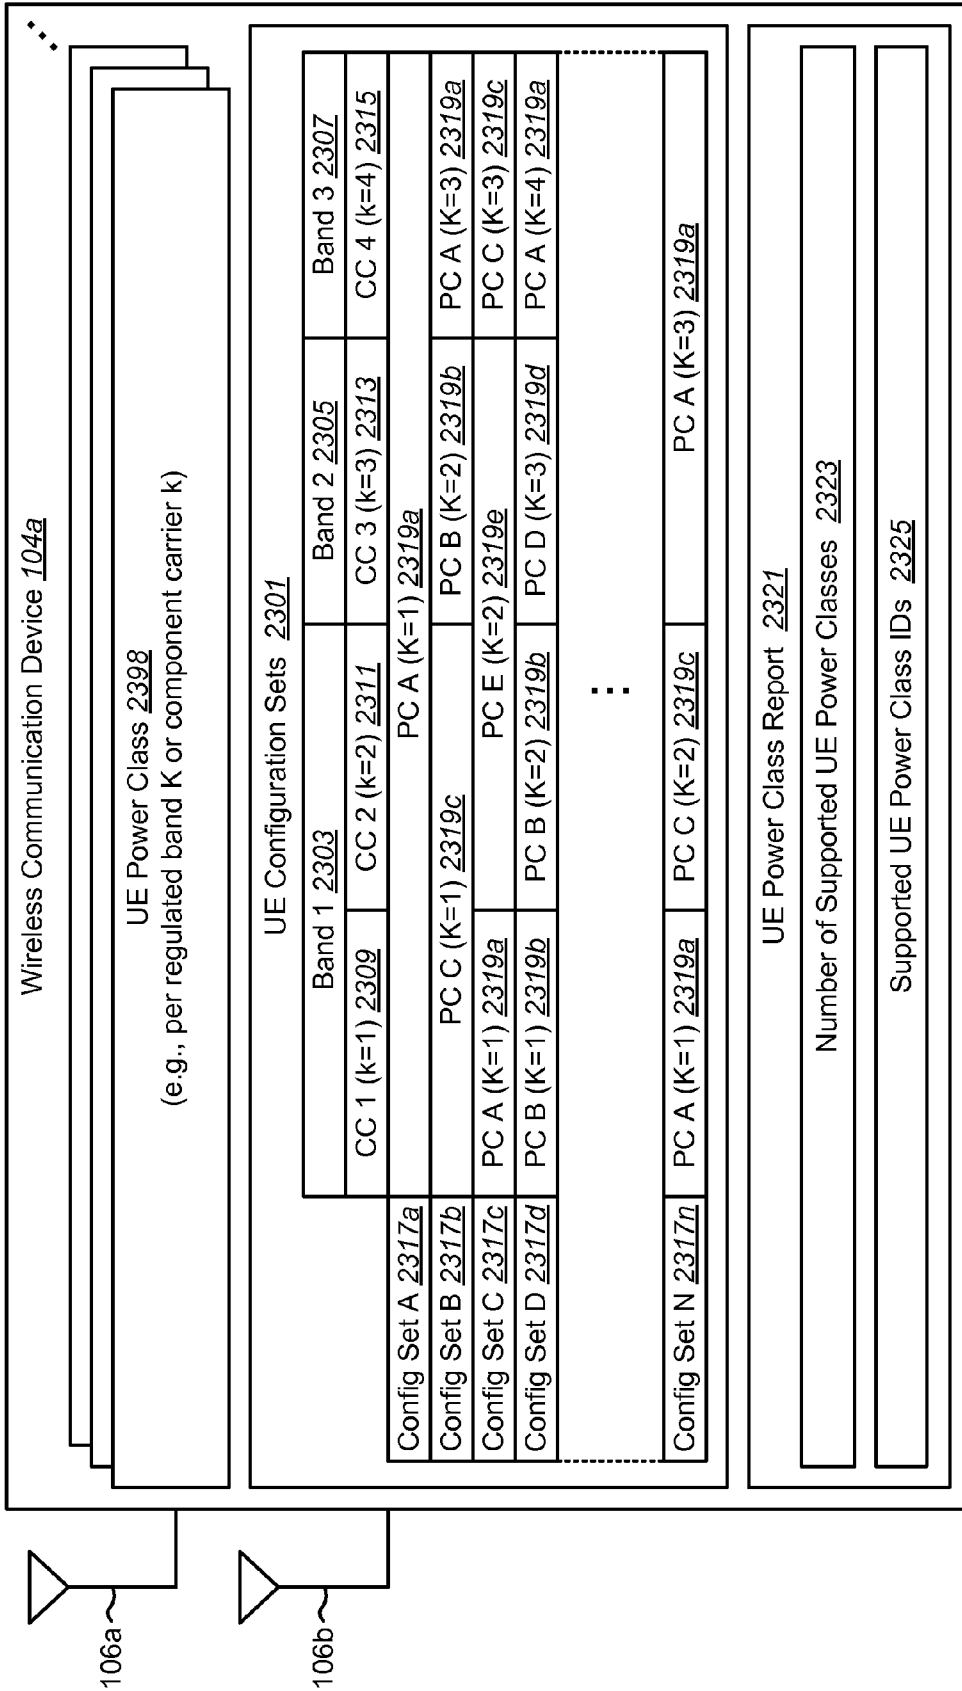 Wireless Communication Device 104a
UE Power Class 2398
(e.g., per regulated band K or component carrier k)
UE Configuration Sets 2301
Band 1 2303
Band 2 2305
Band 3 2307
CC 1 (k=1) 2309
CC 2 (k=2) 2311
CC 3 (k=3) 2313
CC 4 (k=4) 2315
Config Set A 2317a
PC A (K=1) 2319a
Config Set B 2317b
PC C (K=1) 2319c
PC B (K=2) 2319b
PC A (K=3) 2319a
Config Set C 2317c
PC A (K=1) 2319a
PC E (K=2) 2319e
PC C (K=3) 2319c
Config Set D 2317d
PC B (K=1) 2319b
PC B (K=2) 2319b
PC D (K=3) 2319d
PC A (K=4) 2319a
Config Set N 2317n
PC A (K=1) 2319a
PC C (K=2) 2319c
PC A (K=3) 2319a
UE Power Class Report 2321
Number of Supported UE Power Classes 2323
Supported UE Power Class IDs 2325
106a
106b